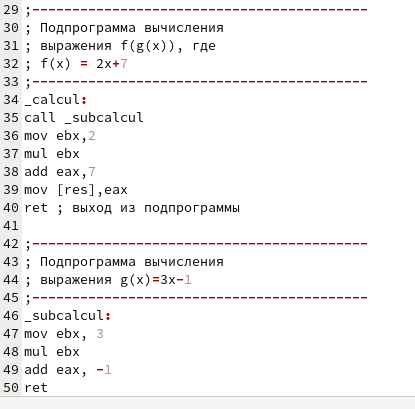 29 ;------------------------------------------
30 ; Подпрограмма вычисления
31 ; выражения f(g(x)), где
32 ; f(x) = 2x+7
33 ;------------------------------------------
34 _calcul:
35 call _subcalcul
36 mov ebx,2
37 mul ebx
38 add eax,7
39 mov [res],eax
40 ret ; выход из подпрограммы
41
42 ;------------------------------------------
43 ; Подпрограмма вычисления
44 ; выражения g(x)=3x-1
45 ;------------------------------------------
46 _subcalcul:
47 mov ebx, 3
48 mul ebx
49 add eax, -1
50 ret